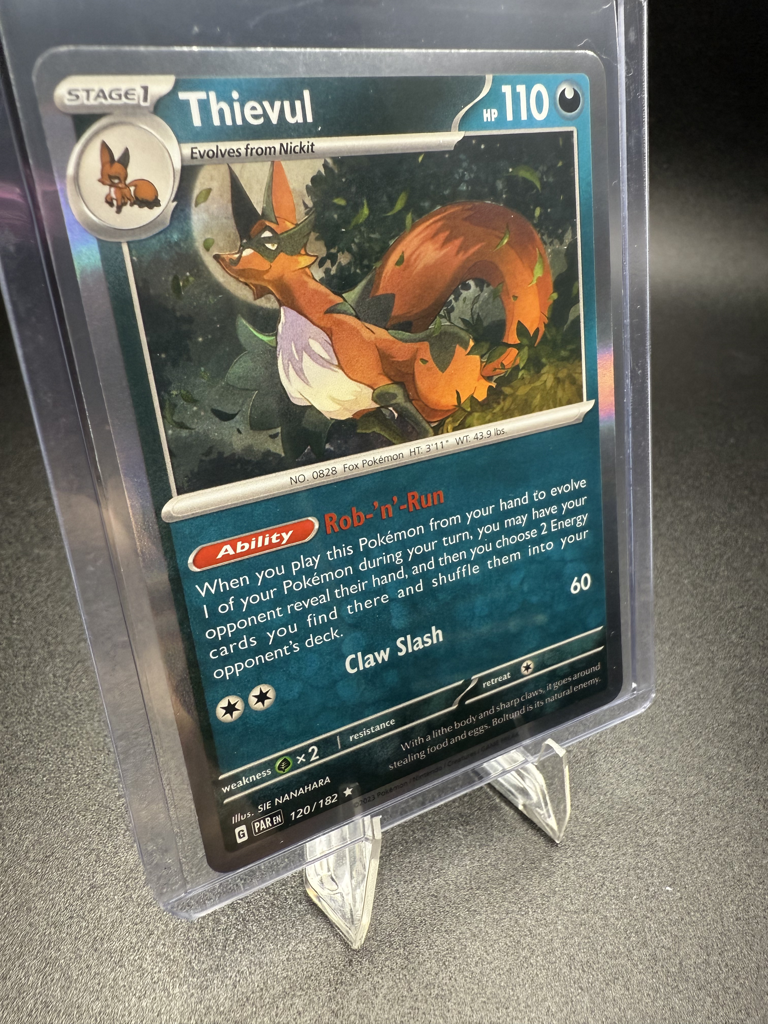 STAGE1
Thievul
HP 110
Evolves from Nickit
NO. 0828 Fox Pokémon HT: 3'11" WT: 43.9 lbs.
Ability Rob-'n'-Run
When you play this Pokémon from your hand to evolve
1 of your Pokémon during your turn, you may have your
opponent reveal their hand, and then you choose 2 Energy
cards you find there and shuffle them into your
opponent's deck.
Claw Slash 60
weakness ×2 resistance retreat
With a lithe body and sharp claws, it goes around
stealing food and eggs. Boltund is its natural enemy.
Illus. SIE NANAHARA
G PAR EN 120/182 ★
©2023 Pokémon / Nintendo / Creatures